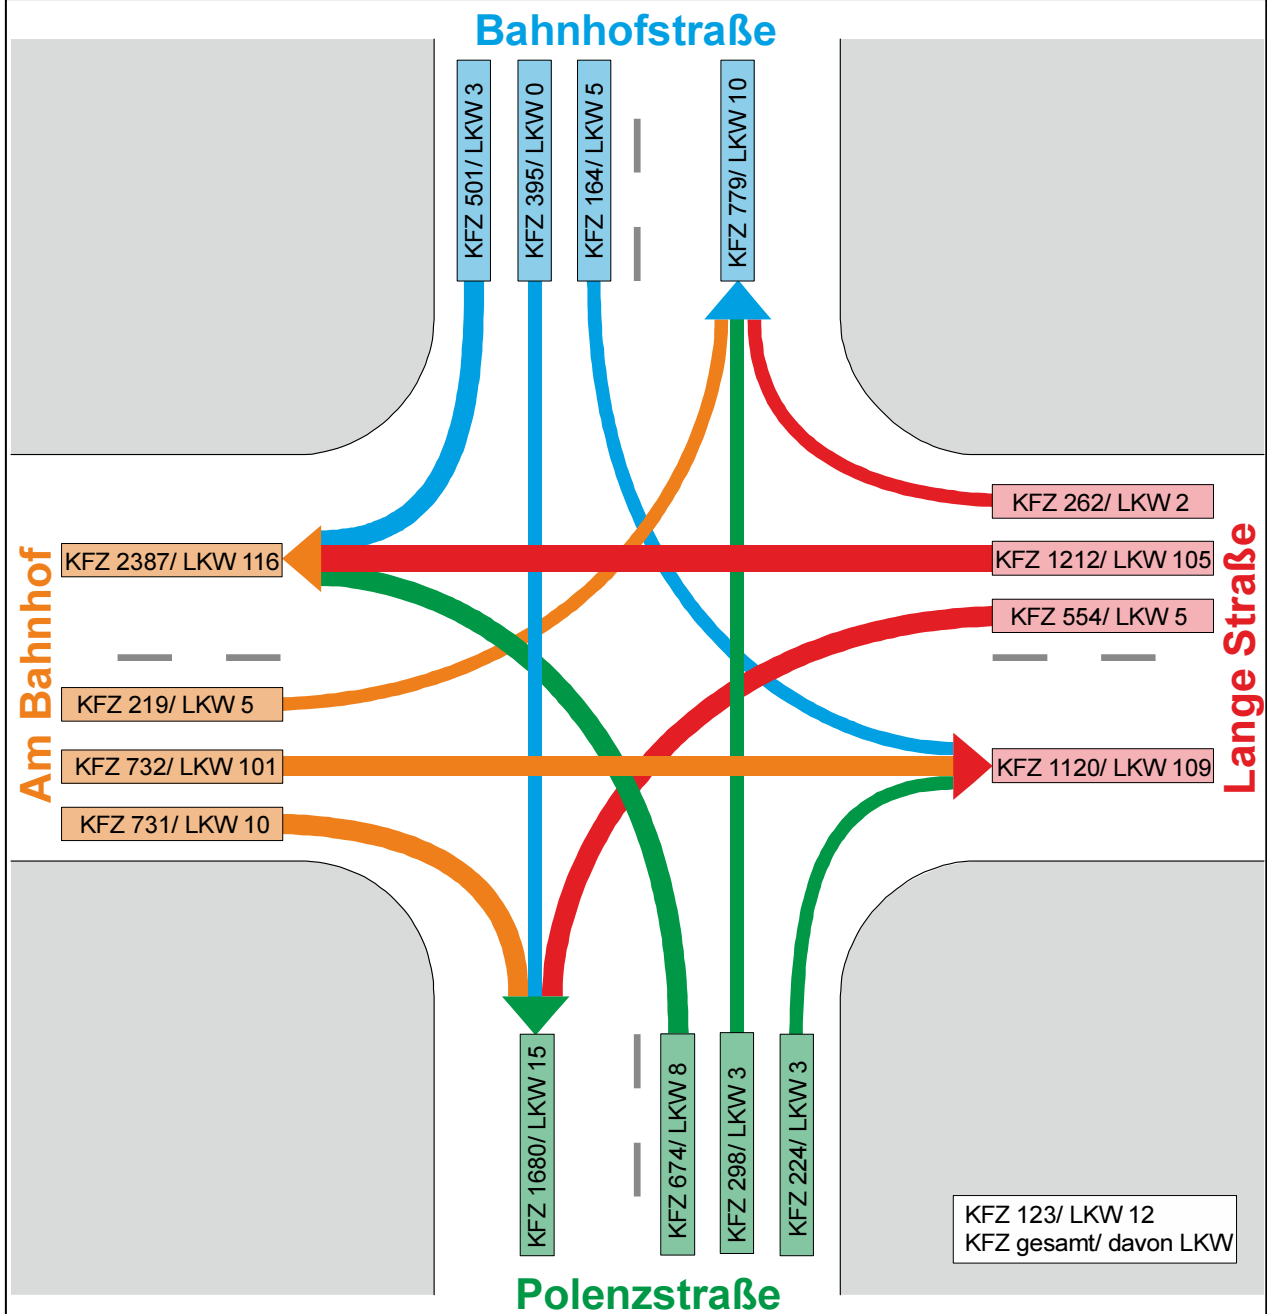 Bahnhofstraße
KFZ 501/ LKW 3
KFZ 395/ LKW 0
KFZ 164/ LKW 5
KFZ 779/ LKW 10
KFZ 262/ LKW 2
KFZ 1212/ LKW 105
KFZ 554/ LKW 5
KFZ 1120/ LKW 109
Lange Straße
Am Bahnhof
KFZ 2387/ LKW 116
KFZ 219/ LKW 5
KFZ 732/ LKW 101
KFZ 731/ LKW 10
KFZ 1680/ LKW 15
KFZ 674/ LKW 8
KFZ 298/ LKW 3
KFZ 224/ LKW 3
Polenzstraße
KFZ 123/ LKW 12
KFZ gesamt/ davon LKW